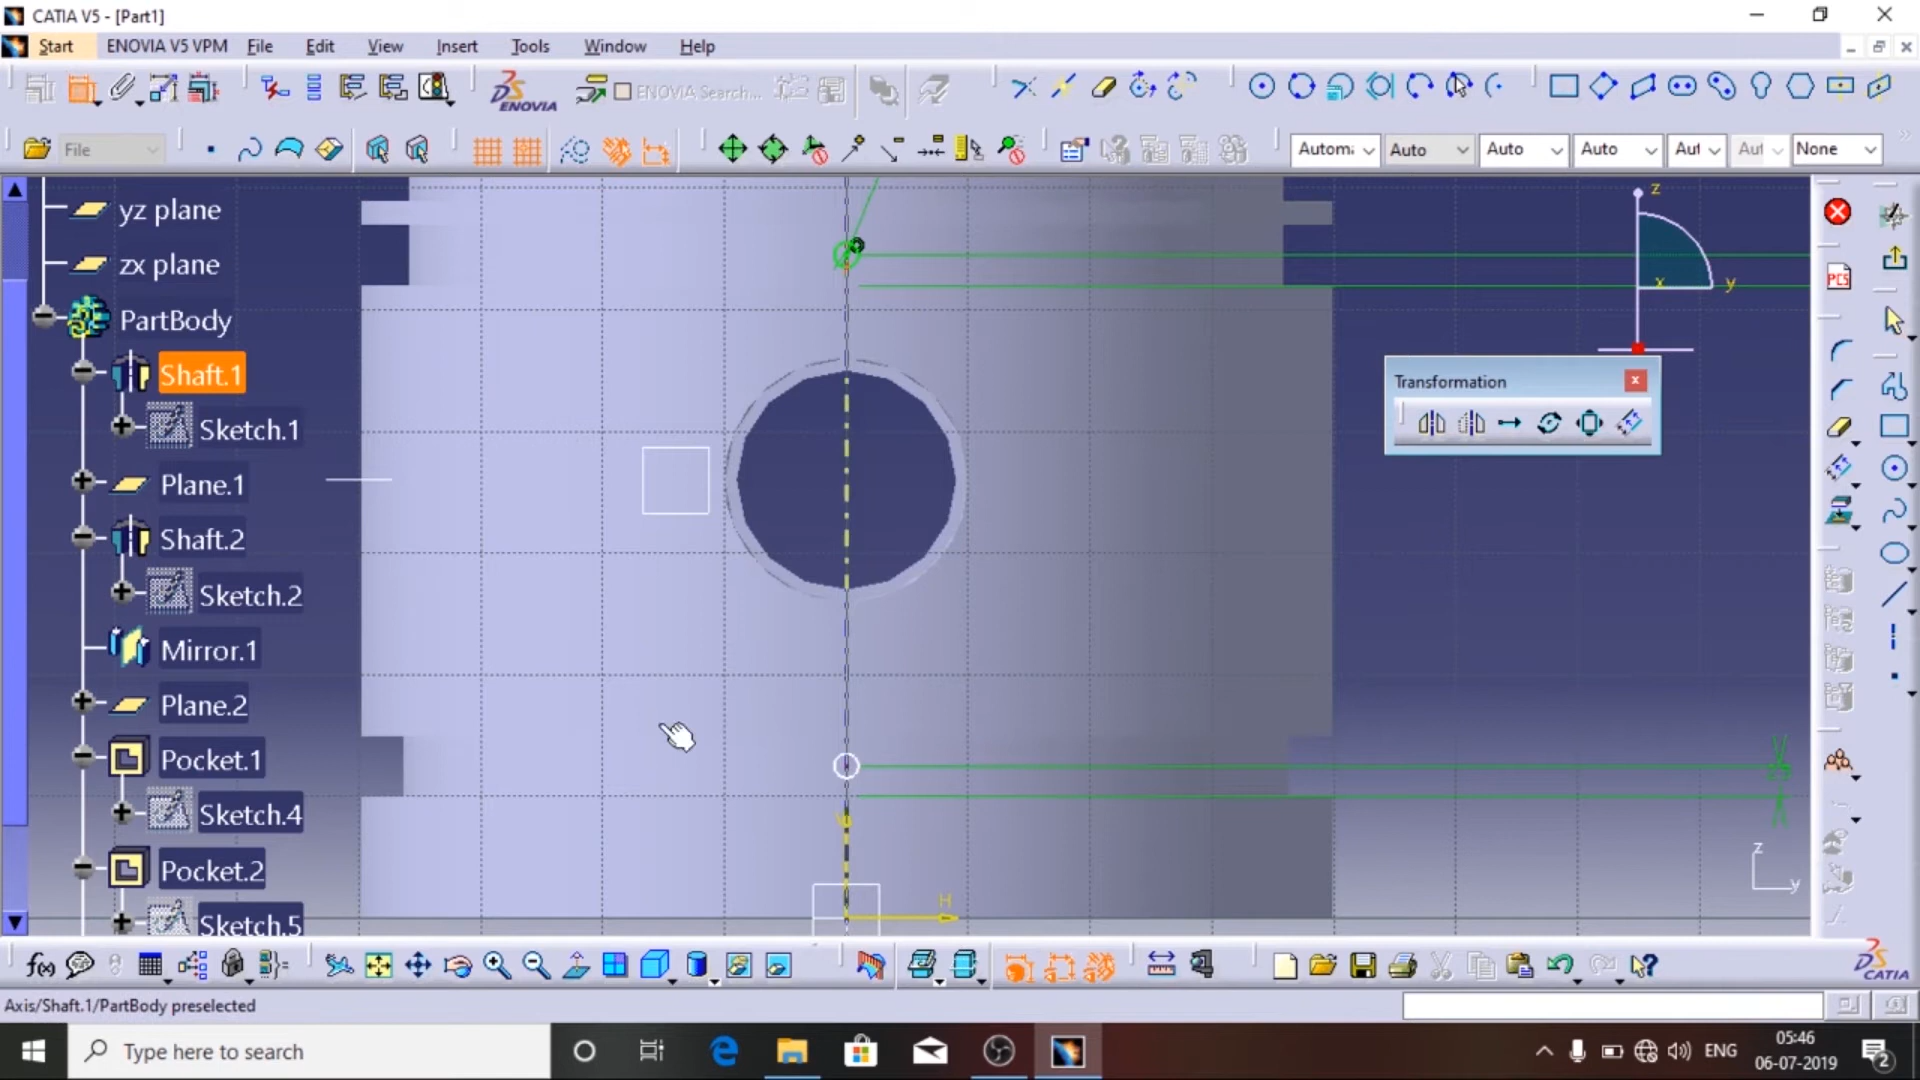 CATIA V5 - [Part1]
Start ENOVIA V5 VPM File Edit View Insert Tools Window Help
ENOVIA ENOVIA Search...
File Autom Auto Auto Auto Aut Aut None
yz plane
zx plane
PartBody
Shaft.1
Sketch.1
Plane.1
Shaft.2
Sketch.2
Mirror.1
Plane.2
Pocket.1
Sketch.4
Pocket.2
Sketch.5
z
x y
PCS
Transformation
V
H
z
y
f(x)
CATIA
Axis/Shaft.1/PartBody preselected
Type here to search
ENG
05:46
06-07-2019
2